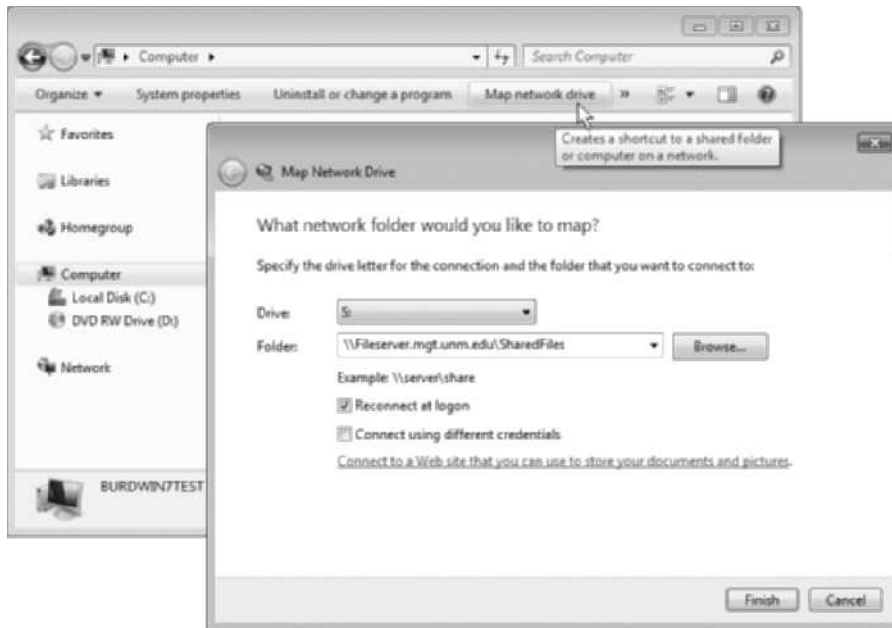 Computer
Search Computer
Organize
System properties
Uninstall or change a program
Map network drive
»
Creates a shortcut to a shared folder
or computer on a network.
Favorites
Libraries
Homegroup
Computer
Local Disk (C:)
DVD RW Drive (D:)
Network
BURDWIN7TEST
Map Network Drive
What network folder would you like to map?
Specify the drive letter for the connection and the folder that you want to connect to:
Drive: S:
Folder: \\Fileserver.mgt.unm.edu\SharedFiles Browse...
Example: \\server\share
Reconnect at logon
Connect using different credentials
Connect to a Web site that you can use to store your documents and pictures.
Finish Cancel